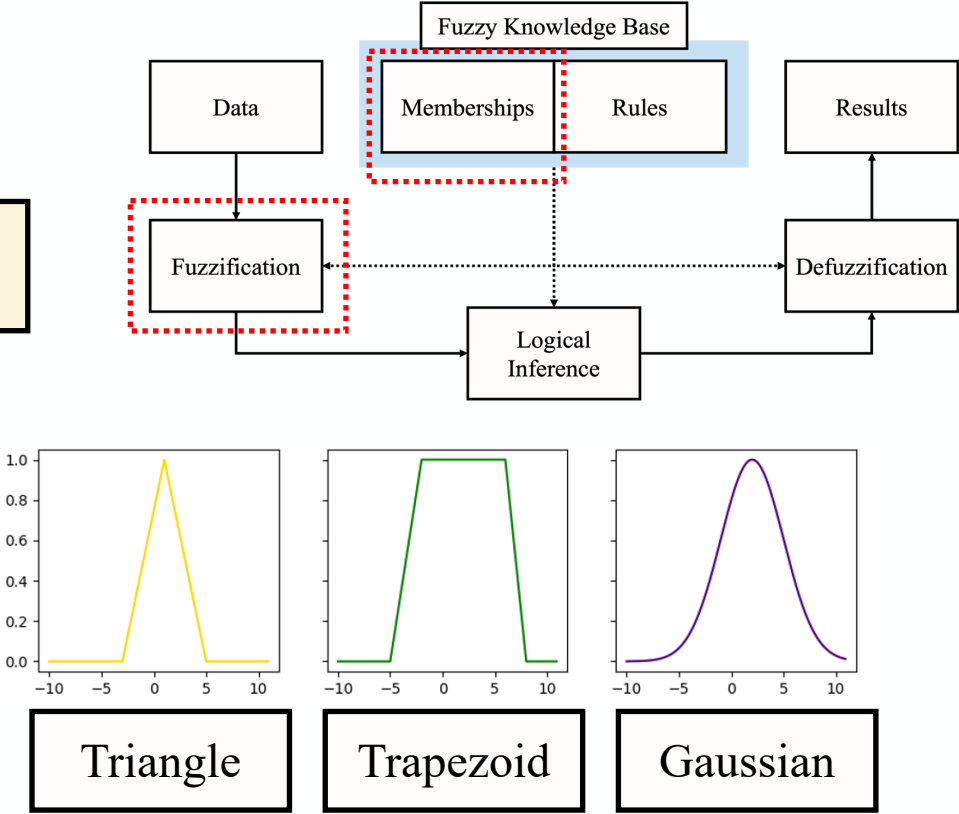 Fuzzy Knowledge Base
Data
Memberships
Rules
Results
Fuzzification
Defuzzification
Logical
Inference
1.0
0.8
0.6
0.4
0.2
0.0
−10 −5 0 5 10
−10 −5 0 5 10
−10 −5 0 5 10
Triangle
Trapezoid
Gaussian